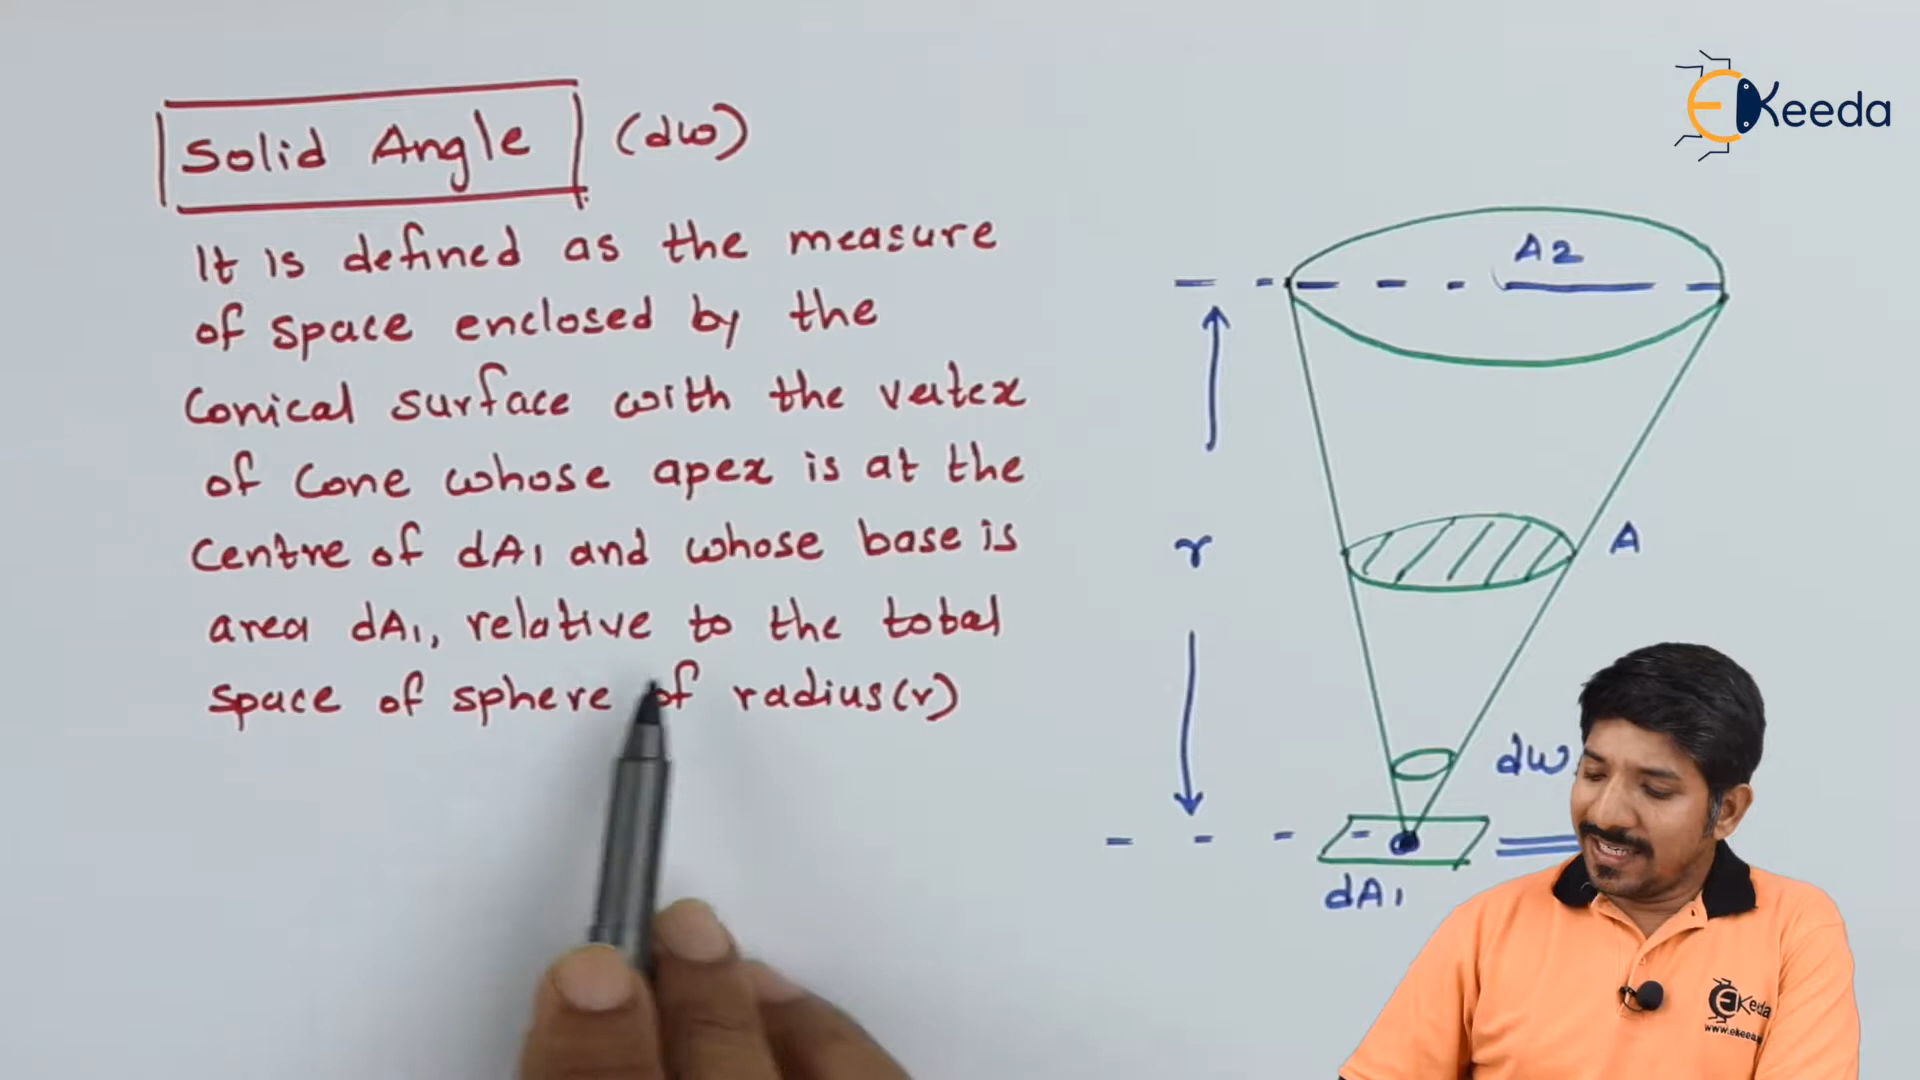 EKeeda
Solid Angle (dω)
It is defined as the measure
of space enclosed by the
conical surface with the vertex
of cone whose apex is at the
centre of dA1 and whose base is
area dA1, relative to the total
space of sphere of radius(r)
A2
r
A
dω
dA1
EKeeda